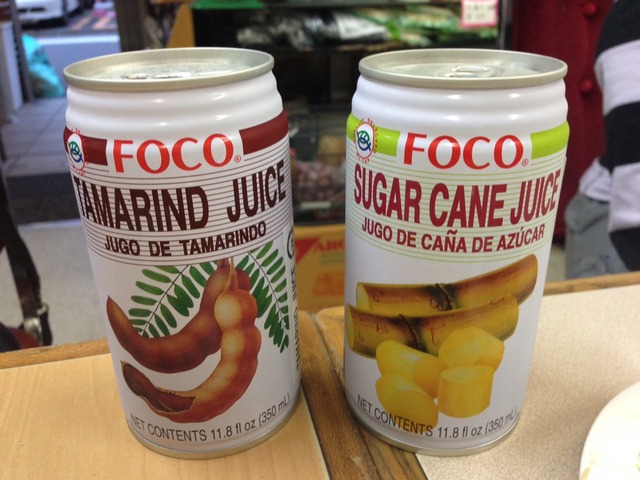 FOCO®
TAMARIND JUICE
JUGO DE TAMARINDO
NET CONTENTS 11.8 fl oz (350 mL)
FOCO®
SUGAR CANE JUICE
JUGO DE CAÑA DE AZÚCAR
NET CONTENTS 11.8 fl oz (350 mL)